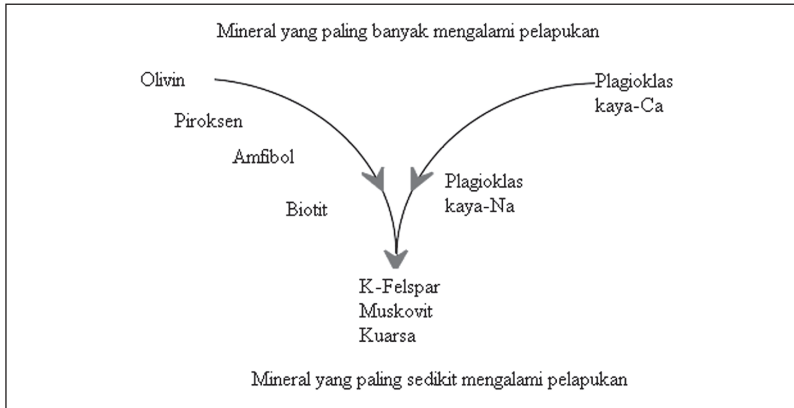 Mineral yang paling banyak mengalami pelapukan
Olivin
Plagioklas
kaya-Ca
Piroksen
Amfibol
Plagioklas
kaya-Na
Biotit
K-Felspar
Muskovit
Kuarsa
Mineral yang paling sedikit mengalami pelapukan